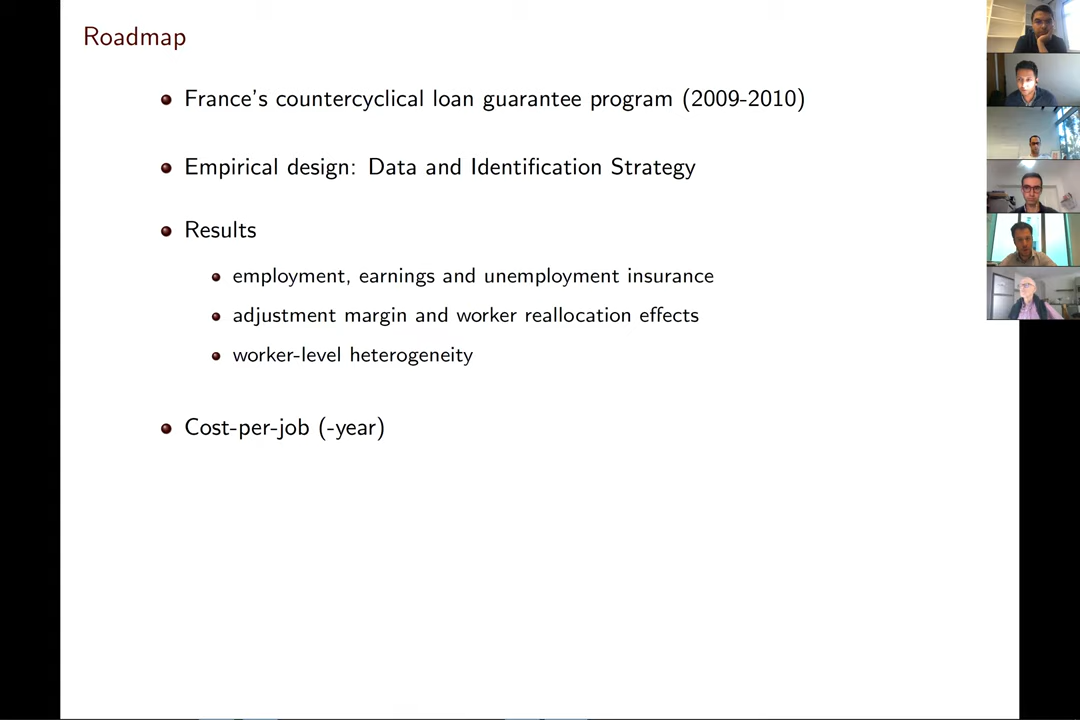 Roadmap
France's countercyclical loan guarantee program (2009-2010)
Empirical design: Data and Identification Strategy
Results
employment, earnings and unemployment insurance
adjustment margin and worker reallocation effects
worker-level heterogeneity
Cost-per-job (-year)